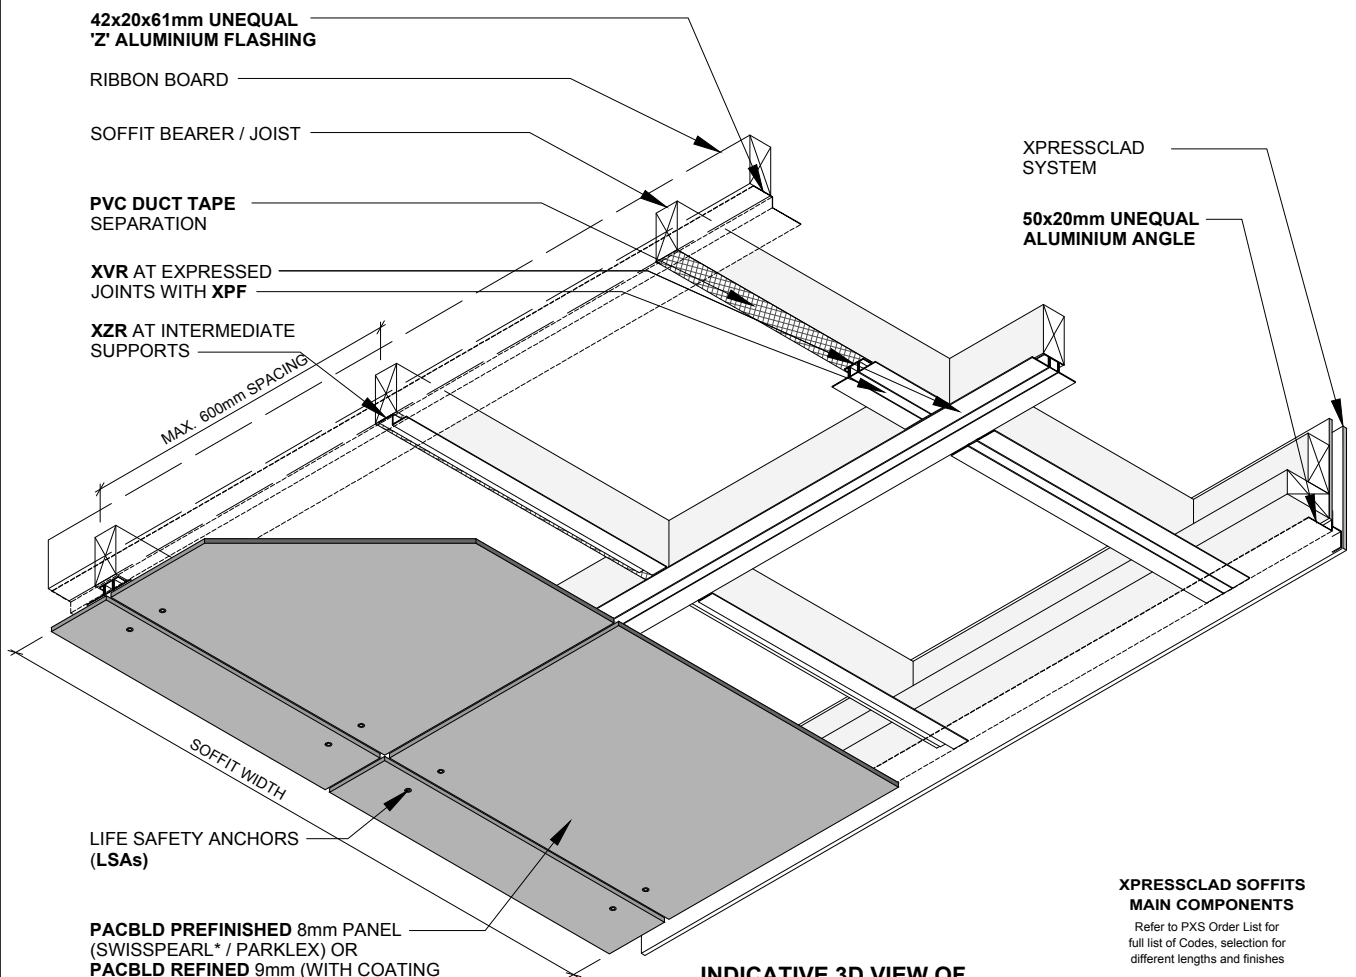 42x20x61mm UNEQUAL
'Z' ALUMINIUM FLASHING
RIBBON BOARD
SOFFIT BEARER / JOIST
PVC DUCT TAPE
SEPARATION
XVR AT EXPRESSED
JOINTS WITH XPF
XZR AT INTERMEDIATE
SUPPORTS
MAX. 600mm SPACING
XPRESSCLAD
SYSTEM
50x20mm UNEQUAL
ALUMINIUM ANGLE
SOFFIT WIDTH
LIFE SAFETY ANCHORS
(LSAs)
PACBLD PREFINISHED 8mm PANEL
(SWISSPEARL* / PARKLEX) OR
PACBLD REFINED 9mm (WITH COATING
INDICATIVE 3D VIEW OF
XPRESSCLAD SOFFITS
MAIN COMPONENTS
Refer to PXS Order List for
full list of Codes, selection for
different lengths and finishes